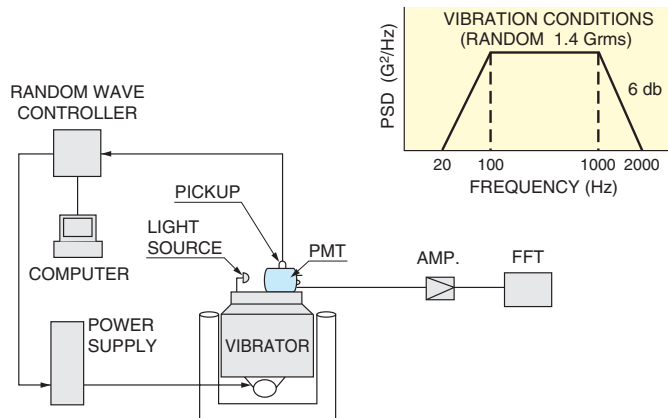 VIBRATION CONDITIONS
(RANDOM 1.4 Grms)
PSD (G²/Hz)
6 db
20 100 1000 2000
FREQUENCY (Hz)
RANDOM WAVE
CONTROLLER
COMPUTER
PICKUP
LIGHT
SOURCE
PMT
AMP.
FFT
POWER
SUPPLY
VIBRATOR